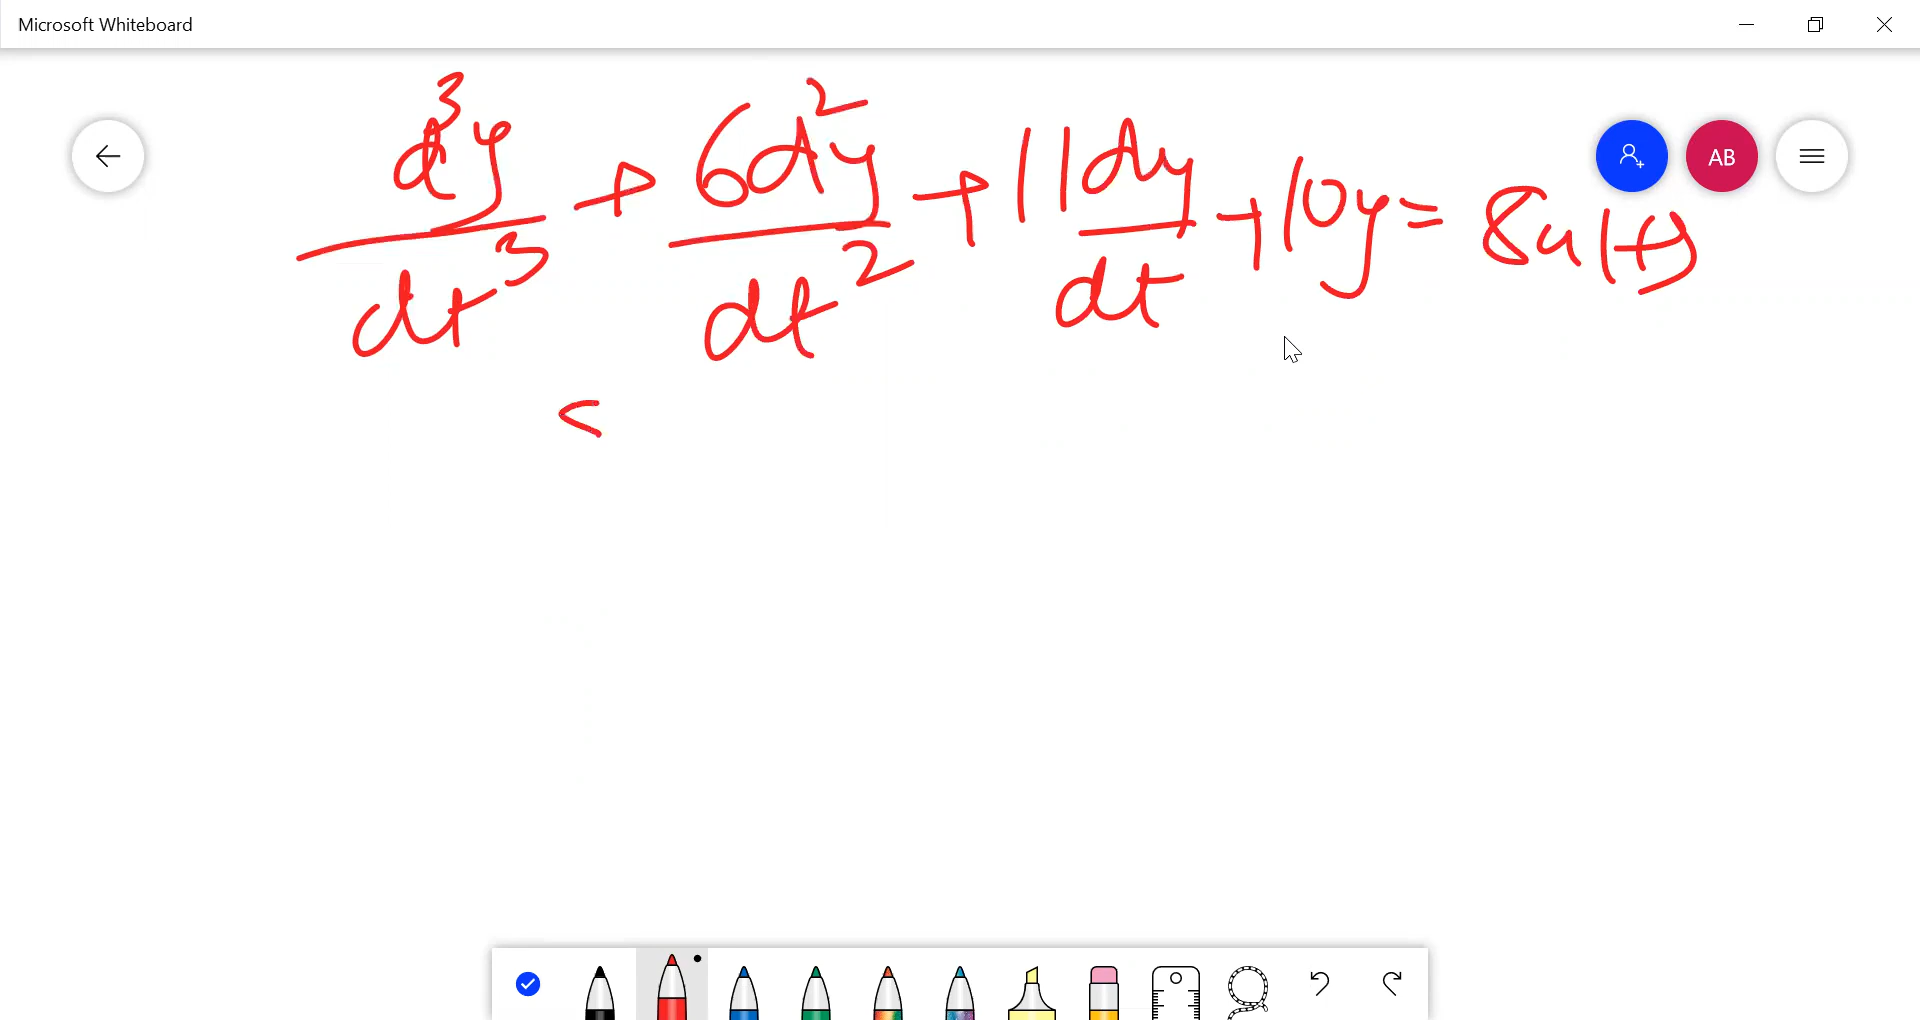 Microsoft Whiteboard
d³y/dt³ + 6d²y/dt² + 11dy/dt + 10y = 8u(t)
AB